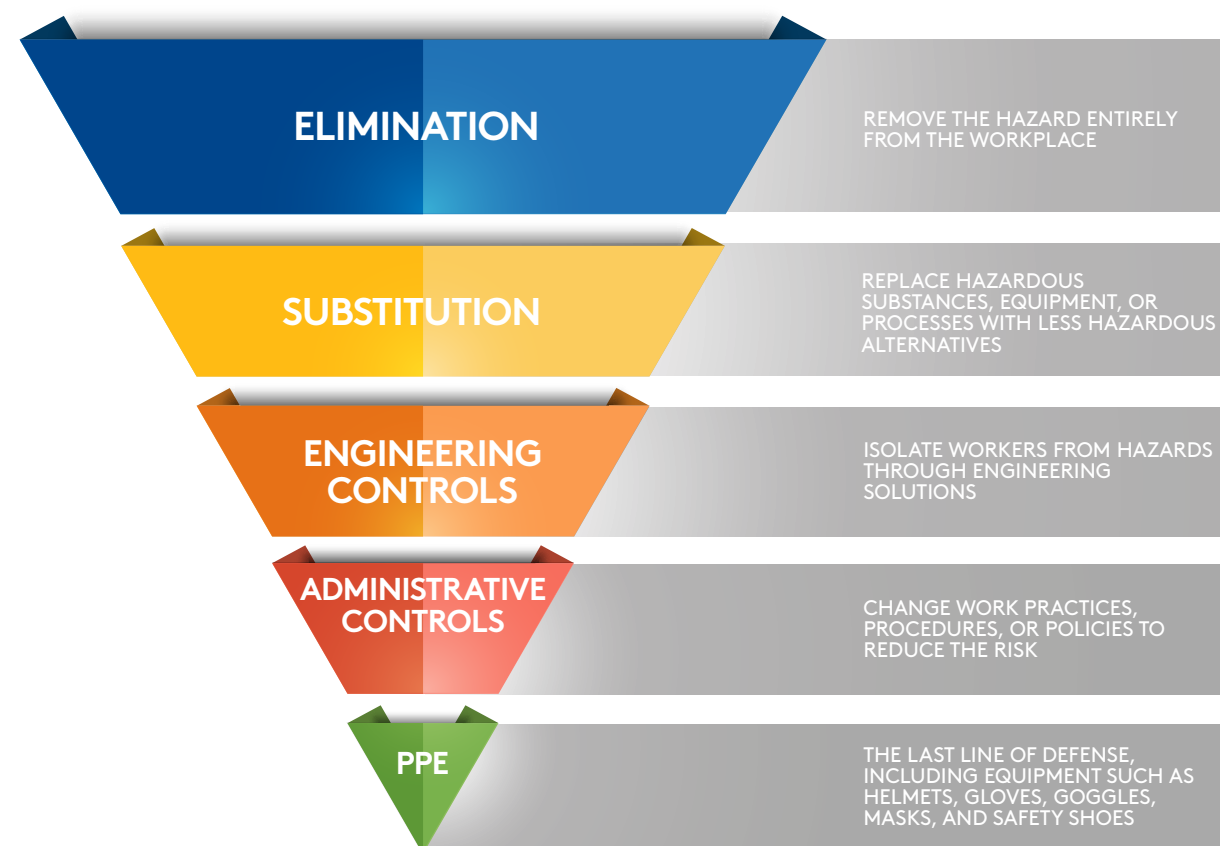 ELIMINATION
REMOVE THE HAZARD ENTIRELY
FROM THE WORKPLACE
SUBSTITUTION
REPLACE HAZARDOUS
SUBSTANCES, EQUIPMENT, OR
PROCESSES WITH LESS HAZARDOUS
ALTERNATIVES
ENGINEERING
CONTROLS
ISOLATE WORKERS FROM HAZARDS
THROUGH ENGINEERING
SOLUTIONS
ADMINISTRATIVE
CONTROLS
CHANGE WORK PRACTICES,
PROCEDURES, OR POLICIES TO
REDUCE THE RISK
PPE
THE LAST LINE OF DEFENSE,
INCLUDING EQUIPMENT SUCH AS
HELMETS, GLOVES, GOGGLES,
MASKS, AND SAFETY SHOES